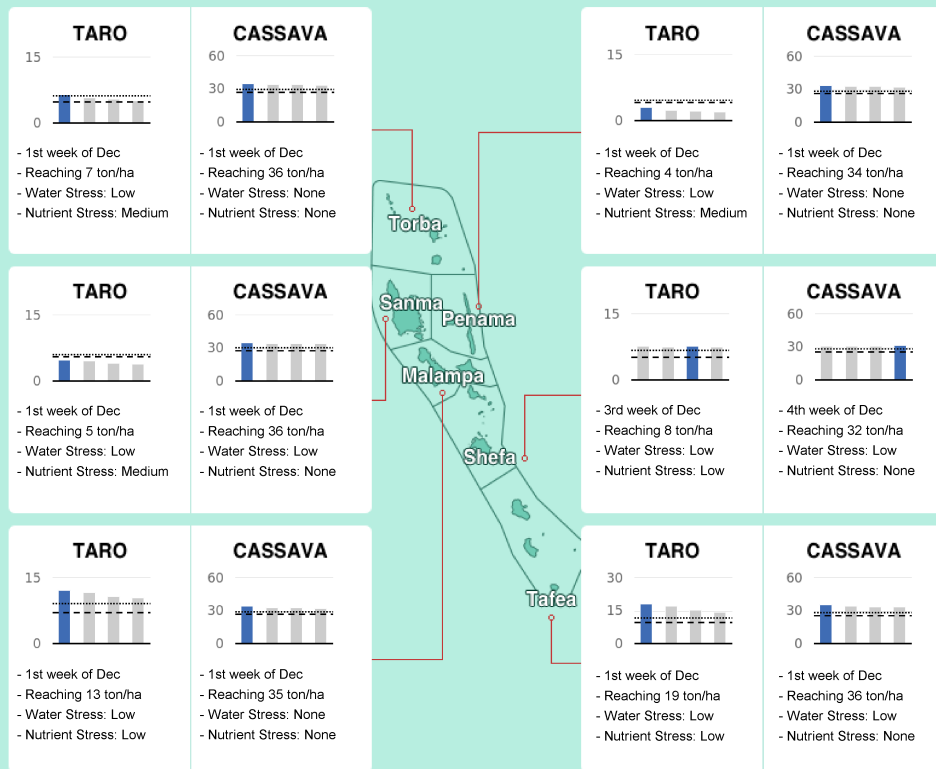 TARO
15
0
- 1st week of Dec
- Reaching 7 ton/ha
- Water Stress: Low
- Nutrient Stress: Medium
CASSAVA
60
30
0
- 1st week of Dec
- Reaching 36 ton/ha
- Water Stress: None
- Nutrient Stress: None
TARO
15
0
- 1st week of Dec
- Reaching 4 ton/ha
- Water Stress: Low
- Nutrient Stress: Medium
CASSAVA
60
30
0
- 1st week of Dec
- Reaching 34 ton/ha
- Water Stress: None
- Nutrient Stress: None
Torba
Sanma
Penama
Malampa
Shefa
Tafea
TARO
15
0
- 1st week of Dec
- Reaching 5 ton/ha
- Water Stress: Low
- Nutrient Stress: Medium
CASSAVA
60
30
0
- 1st week of Dec
- Reaching 36 ton/ha
- Water Stress: Low
- Nutrient Stress: None
TARO
15
0
- 3rd week of Dec
- Reaching 8 ton/ha
- Water Stress: Low
- Nutrient Stress: Low
CASSAVA
60
30
0
- 4th week of Dec
- Reaching 32 ton/ha
- Water Stress: Low
- Nutrient Stress: None
TARO
15
0
- 1st week of Dec
- Reaching 13 ton/ha
- Water Stress: Low
- Nutrient Stress: Low
CASSAVA
60
30
0
- 1st week of Dec
- Reaching 35 ton/ha
- Water Stress: None
- Nutrient Stress: None
TARO
30
15
0
- 1st week of Dec
- Reaching 19 ton/ha
- Water Stress: Low
- Nutrient Stress: Low
CASSAVA
60
30
0
- 1st week of Dec
- Reaching 36 ton/ha
- Water Stress: Low
- Nutrient Stress: None